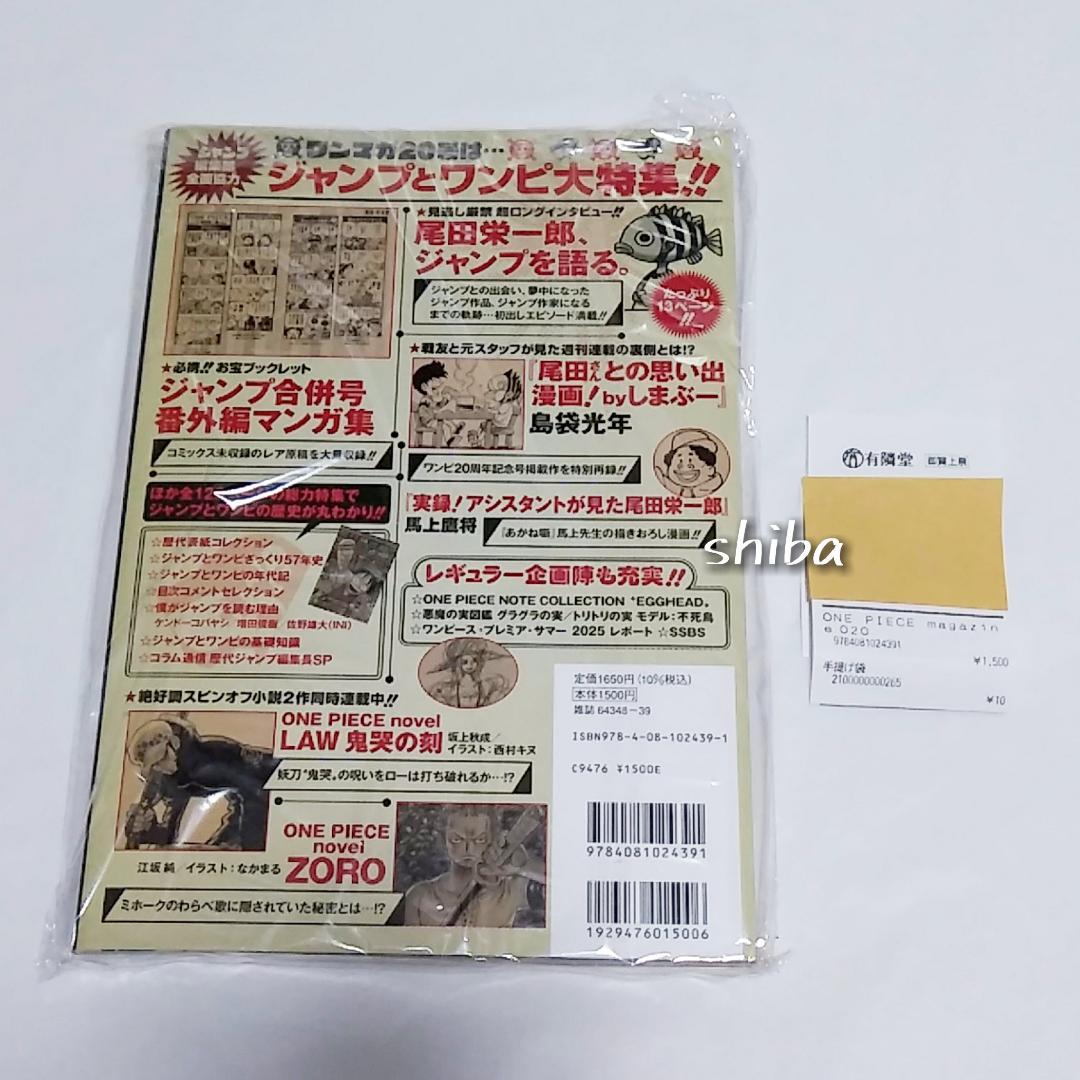 ジャンプ
全面協力
ワンマガ20号は…
ジャンプとワンピ大特集!!
★見逃し厳禁 超ロングインタビュー!!
尾田栄一郎、
ジャンプを語る。
ジャンプとの出会い、夢中になった
ジャンプ作品、ジャンプ作家になる
までの軌跡…初出しエピソード満載!!
たっぷり
13ページ
!!
★必携!! お宝ブックレット
ジャンプ合併号
番外編マンガ集
コミックス未収録のレア原稿を大量収録!!
★戦友と元スタッフが見た週刊連載の裏側とは!?
『尾田さんとの思い出
漫画!byしまぶー』
島袋光年
ワンピ20周年記念号掲載作を特別再録!!
『実録!アシスタントが見た尾田栄一郎』
馬上鷹将
『あかね噺』馬上先生の描きおろし漫画!!
ジャンプとワンピの歴史が丸わかり!!
☆歴代表紙コレクション
☆ジャンプとワンピざっくり57年史
☆ジャンプとワンピの年代記
☆目次コメントセレクション
☆僕がジャンプを読む理由
ケンドーコバヤシ 増田俊樹 佐野雄大(INI)
☆ジャンプとワンピの基礎知識
☆コラム通信 歴代ジャンプ編集長SP
レギュラー企画陣も充実!!
☆ONE PIECE NOTE COLLECTION "EGGHEAD"
☆悪魔の実図鑑 グラグラの実/トリトリの実 モデル:不死鳥
☆ワンピース・プレミア・サマー 2025 レポート ☆SSBS
★絶好調スピンオフ小説2作同時連載中!!
ONE PIECE novel
LAW 鬼哭の刻
坂上秋成/
イラスト:西村キヌ
妖刀"鬼哭"の呪いをローは打ち破れるか…!?
ONE PIECE
novel
ZORO
江坂 純/イラスト:なかまる
ミホークのわらべ歌に隠されていた秘密とは…!?
定価1650円(10%税込)
本体1500円
雑誌 64348-39
ISBN978-4-08-102439-1
C9476 ¥1500E
9784081024391
1929476015006
shiba
有隣堂
ONE PIECE magazin
e 020
9784081024391
¥1,500
手提げ袋
2100000000265
¥10